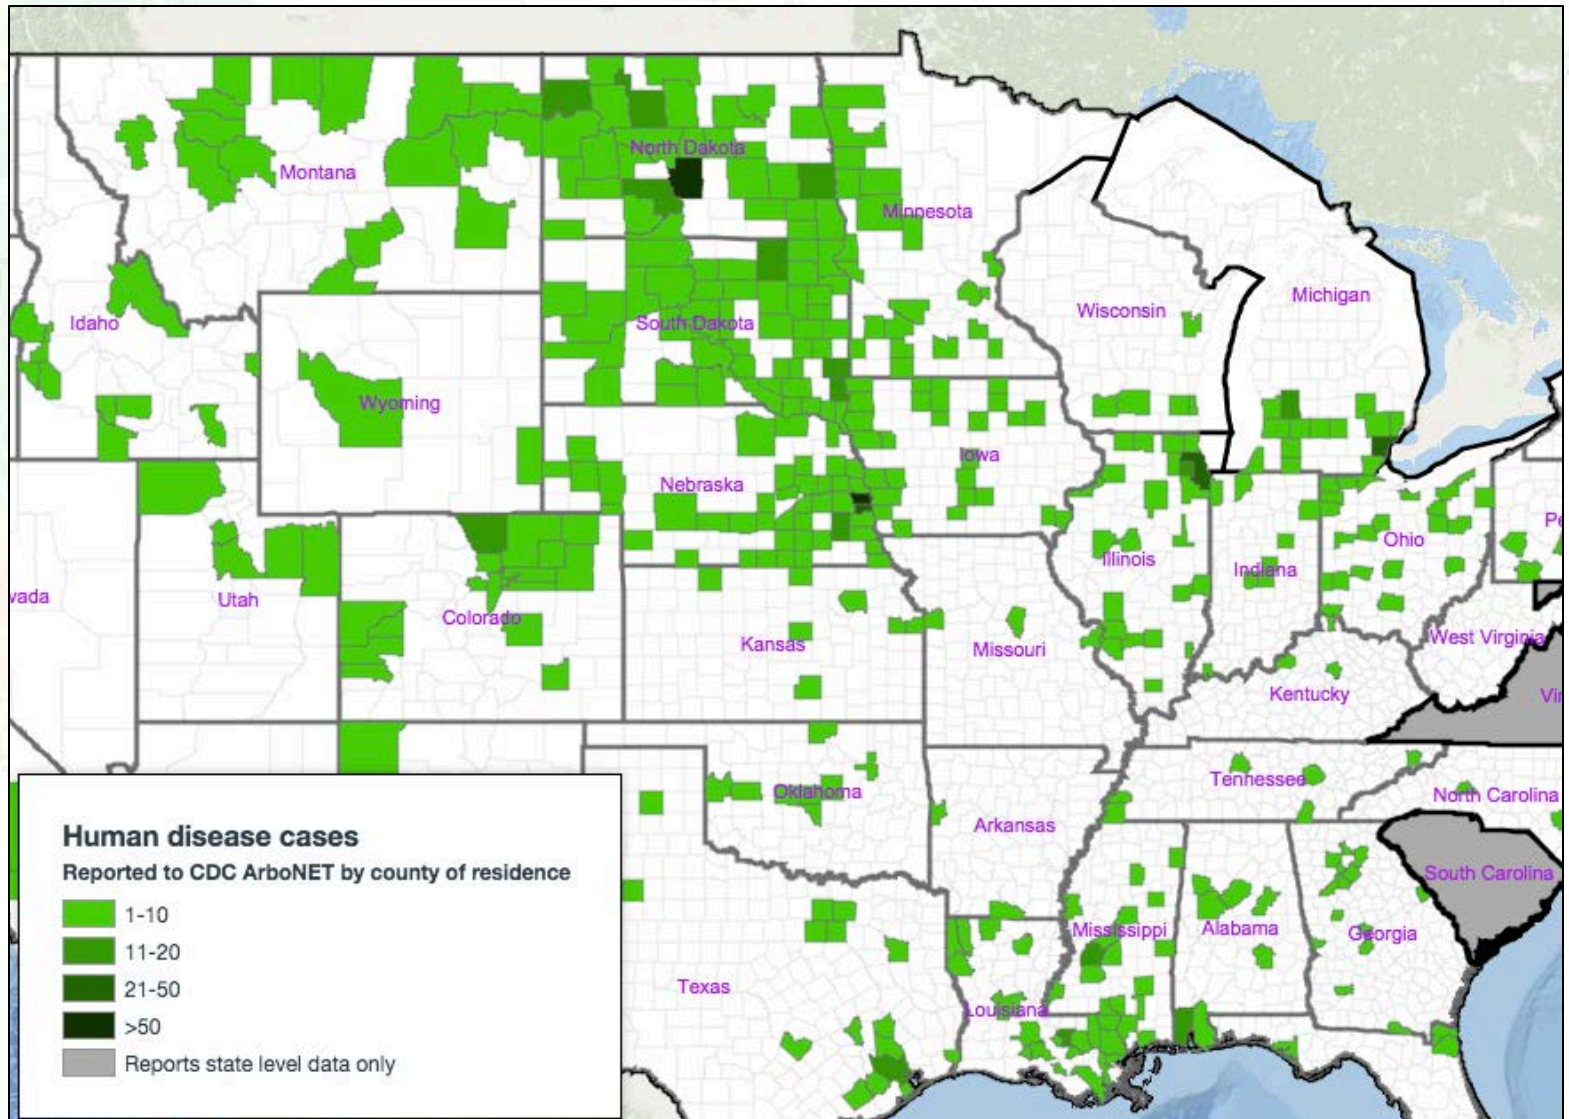 North Dakota
Montana
Minnesota
Michigan
Wisconsin
Idaho
South Dakota
Wyoming
Iowa
Nebraska
Pe
Ohio
Illinois
Indiana
vada
Utah
Colorado
Kansas
Missouri
West Virginia
Kentucky
Vir
Tennessee
Oklahoma
North Carolina
Arkansas
South Carolina
Mississippi
Alabama
Georgia
Texas
Louisiana
Human disease cases
Reported to CDC ArboNET by county of residence
1-10
11-20
21-50
>50
Reports state level data only